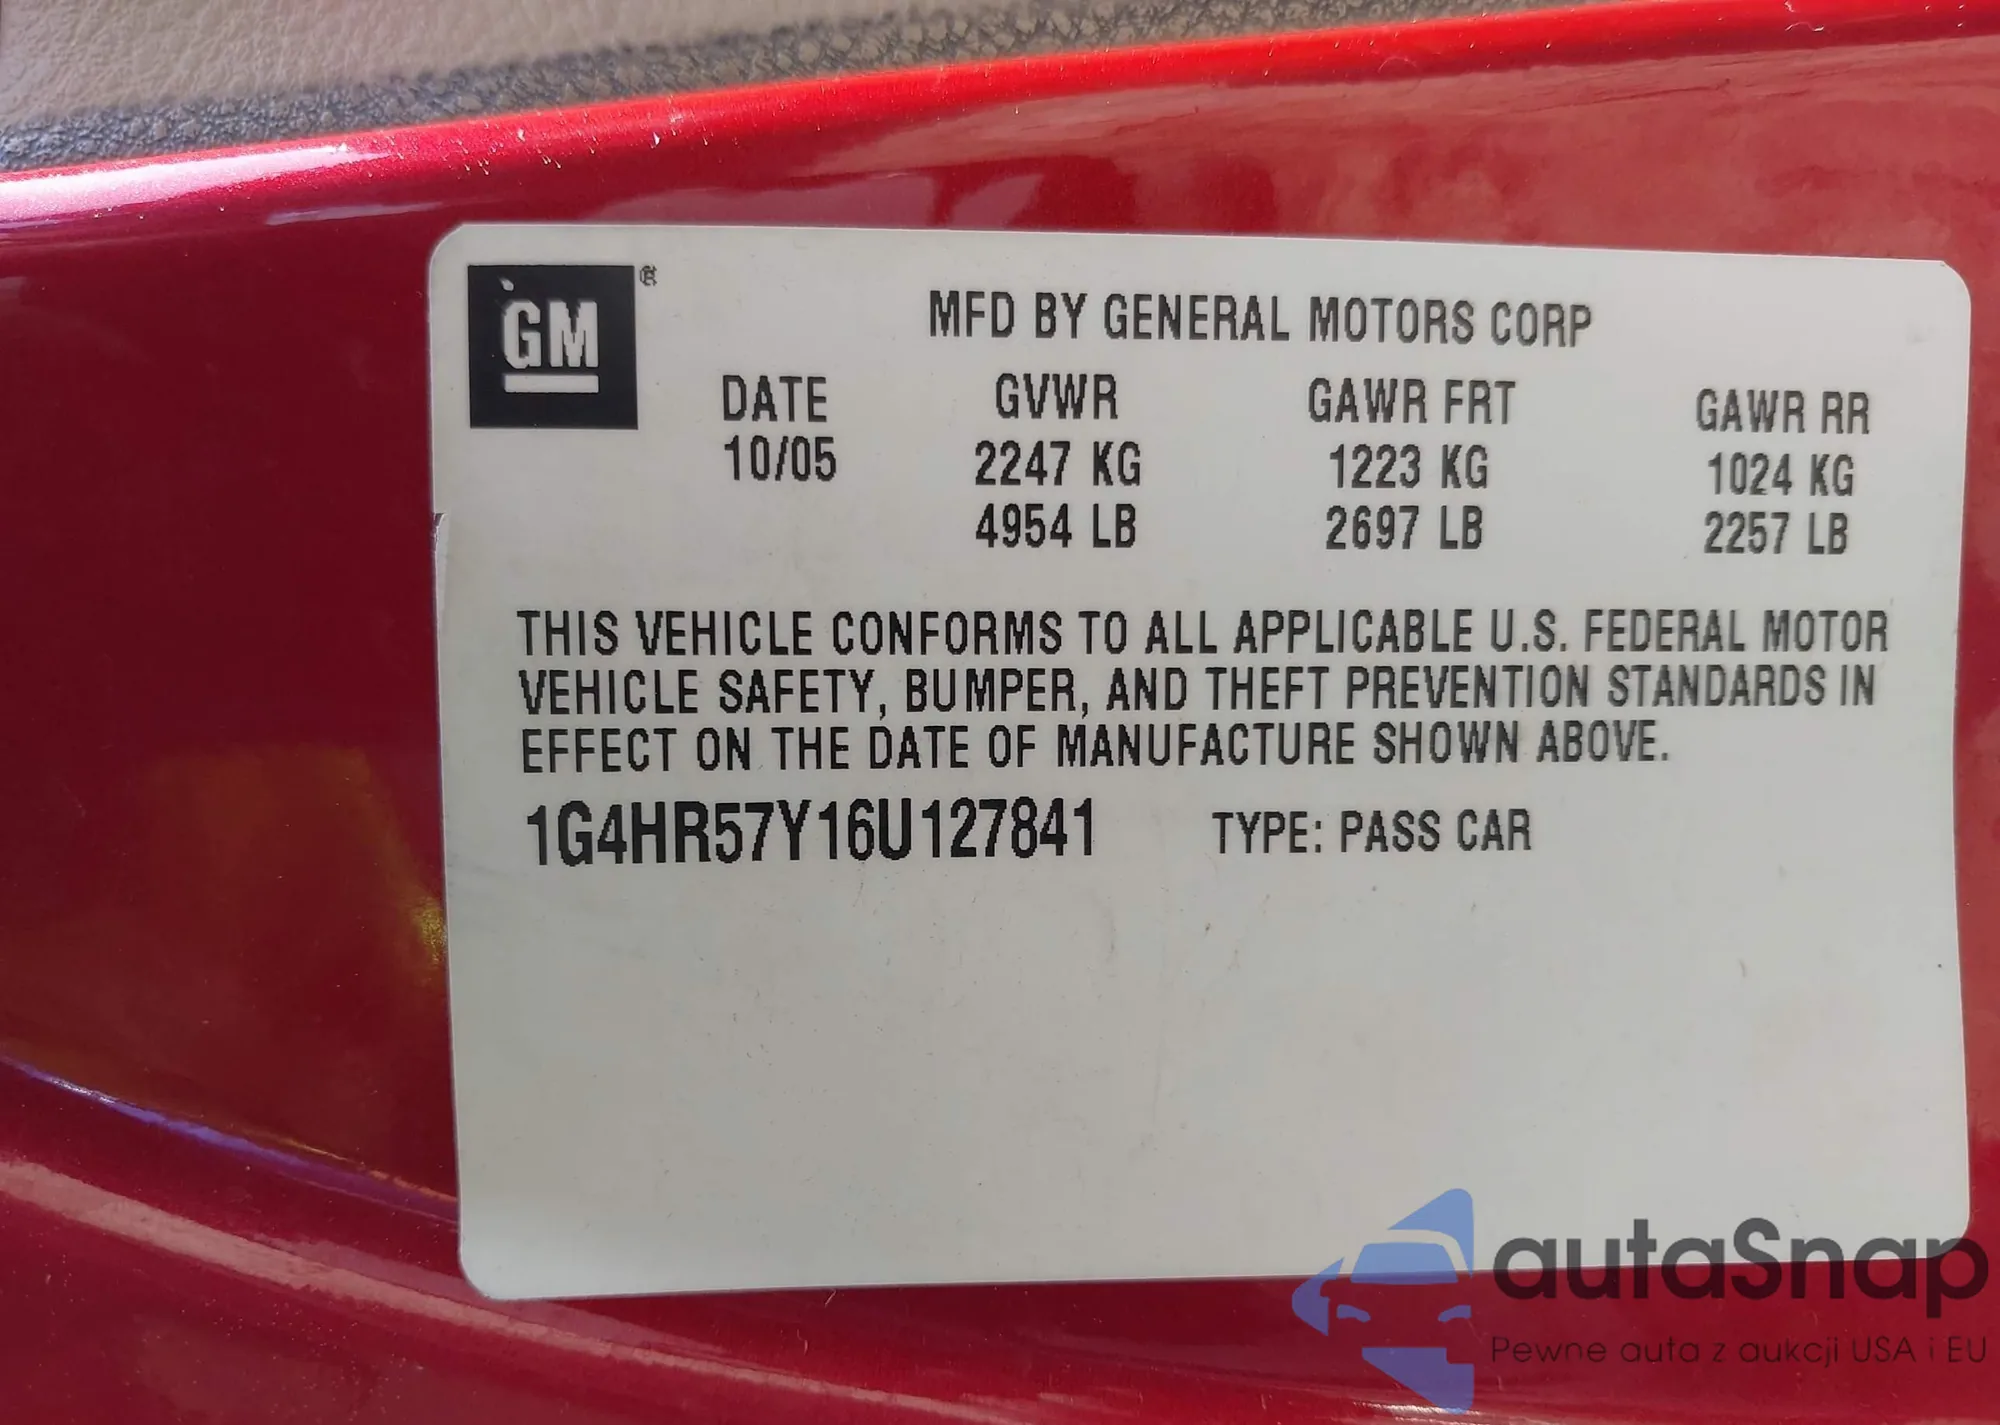 GM ®
MFD BY GENERAL MOTORS CORP
DATE GVWR GAWR FRT GAWR RR
10/05 2247 KG 1223 KG 1024 KG
4954 LB 2697 LB 2257 LB
THIS VEHICLE CONFORMS TO ALL APPLICABLE U.S. FEDERAL MOTOR
VEHICLE SAFETY, BUMPER, AND THEFT PREVENTION STANDARDS IN
EFFECT ON THE DATE OF MANUFACTURE SHOWN ABOVE.
1G4HR57Y16U127841 TYPE: PASS CAR
autaSnap
Pewne auta z aukcji USA i EU